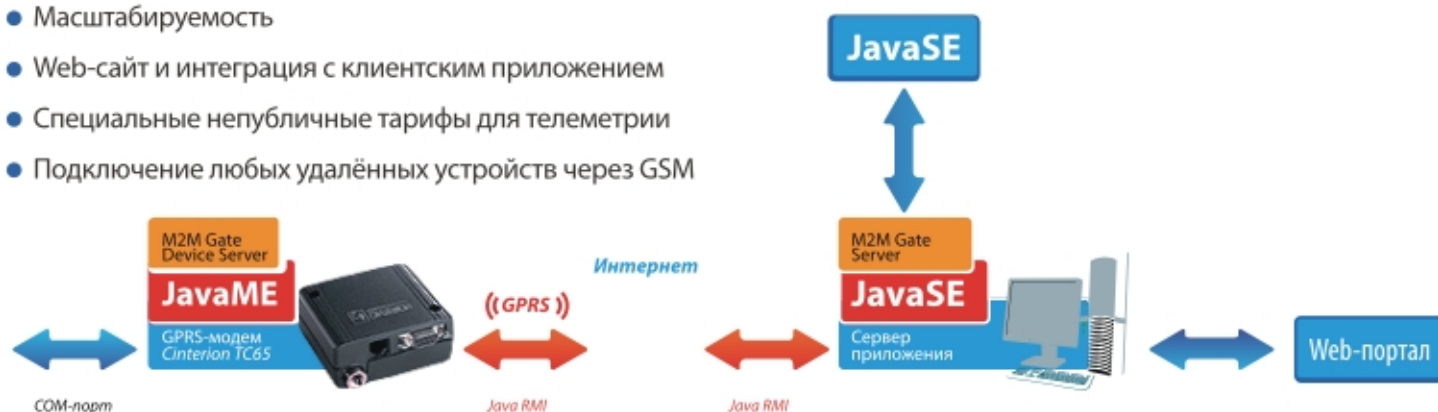 Масштабируемость
Web-сайт и интеграция с клиентским приложением
Специальные непубличные тарифы для телеметрии
Подключение любых удалённых устройств через GSM
JavaSE
M2M Gate
Device Server
JavaME
GPRS-модем
Cinterion TC65
COM-порт
((GPRS))
Java RMI
Интернет
Java RMI
M2M Gate
Server
JavaSE
Сервер
приложения
Web-портал